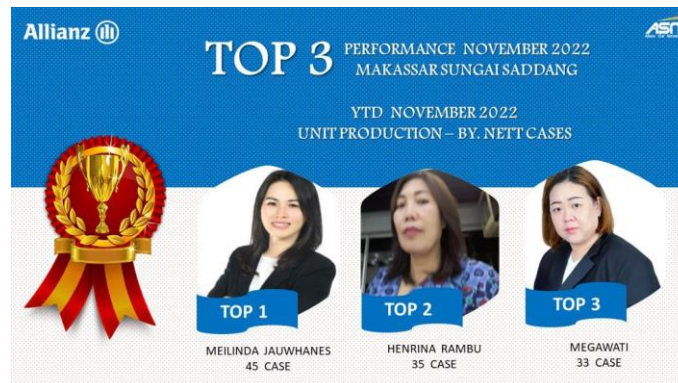 Allianz
ASN
TOP 3
PERFORMANCE NOVEMBER 2022
MAKASSAR SUNGAI SADDANG
YTD NOVEMBER 2022
UNIT PRODUCTION – BY. NETT CASES
TOP 1
TOP 2
TOP 3
MEILINDA JAUWHANES
45 CASE
HENRINA RAMBU
35 CASE
MEGAWATI
33 CASE